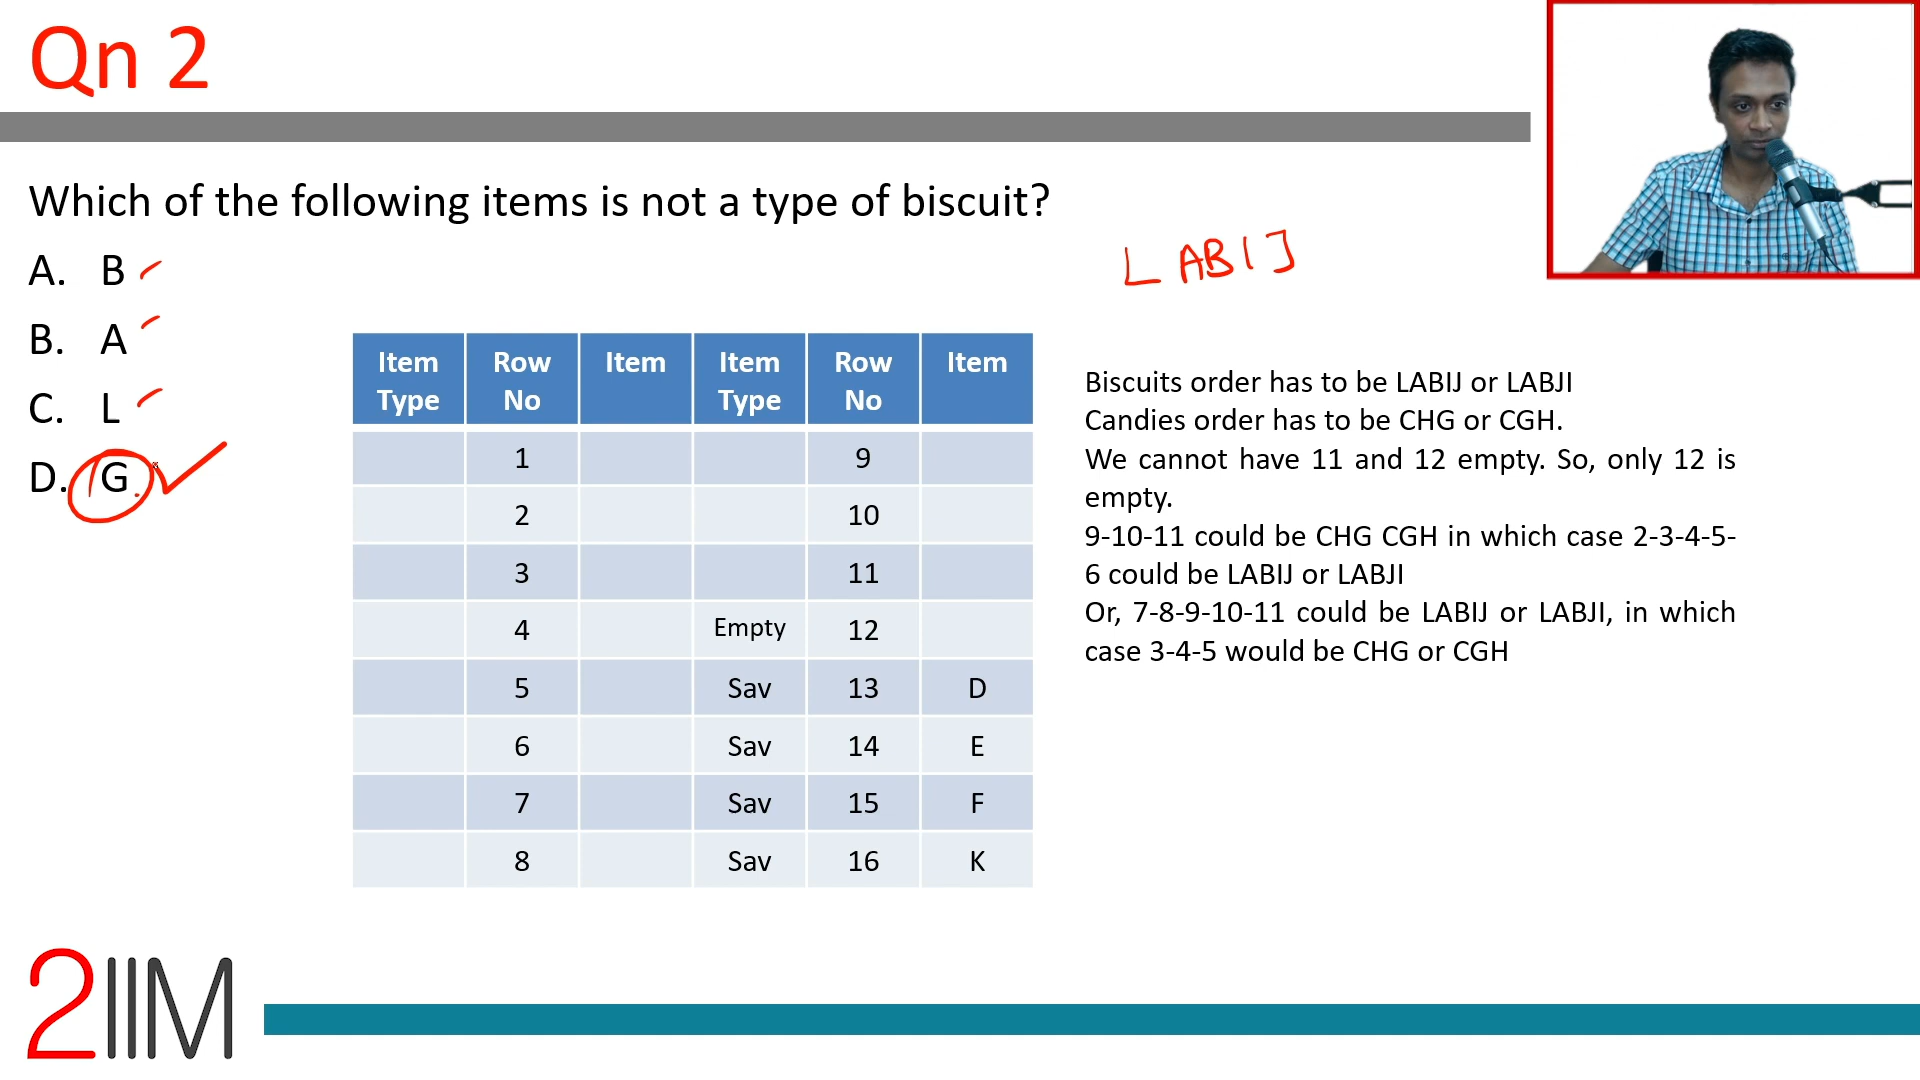 Qn 2
Which of the following items is not a type of biscuit?
LABIJ
A. B
B. A
C. L
D. G
Item Type Row No Item Item Type Row No Item
1 9
2 10
3 11
4 Empty 12
5 Sav 13 D
6 Sav 14 E
7 Sav 15 F
8 Sav 16 K
Biscuits order has to be LABIJ or LABJI
Candies order has to be CHG or CGH.
We cannot have 11 and 12 empty. So, only 12 is
empty.
9-10-11 could be CHG CGH in which case 2-3-4-5-
6 could be LABIJ or LABJI
Or, 7-8-9-10-11 could be LABIJ or LABJI, in which
case 3-4-5 would be CHG or CGH
2IIM